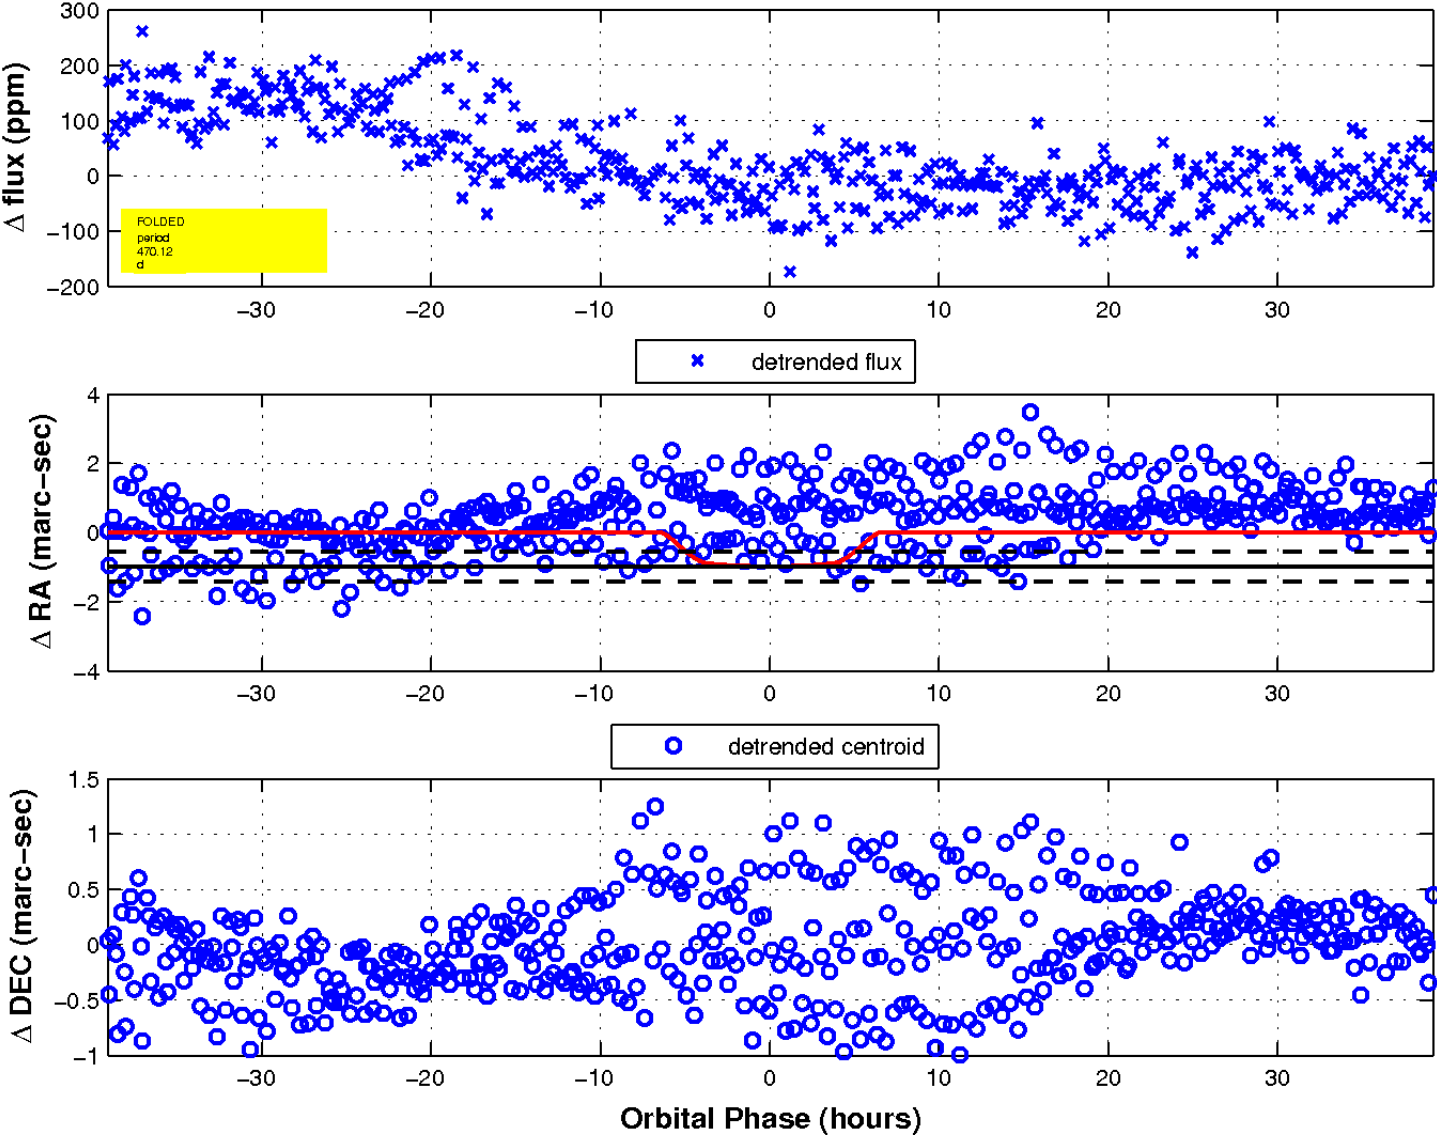 300
200
100
0
−100
−200
Δ flux (ppm)
FOLDED
period
470.12
d
−30 −20 −10 0 10 20 30
detrended flux
4
2
0
−2
−4
Δ RA (marc−sec)
−30 −20 −10 0 10 20 30
detrended centroid
1.5
1
0.5
0
−0.5
−1
Δ DEC (marc−sec)
−30 −20 −10 0 10 20 30
Orbital Phase (hours)